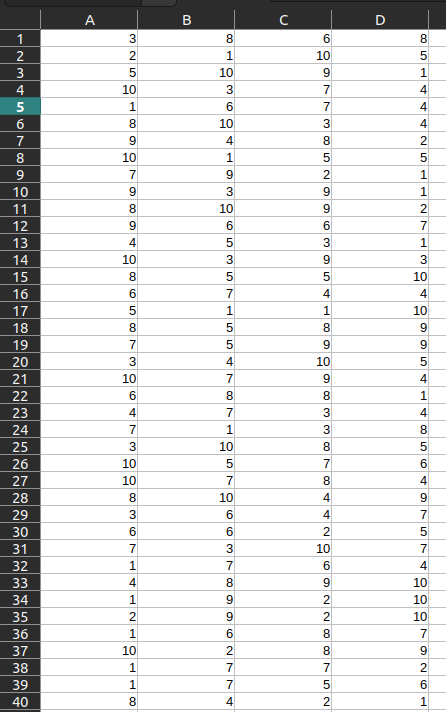 A B C D
1 3 8 6 8
2 2 1 10 5
3 5 10 9 1
4 10 3 7 4
5 1 6 7 4
6 8 10 3 4
7 9 4 8 2
8 10 1 5 5
9 7 9 2 1
10 9 3 9 1
11 8 10 9 2
12 9 6 6 7
13 4 5 3 1
14 10 3 9 3
15 8 5 5 10
16 6 7 4 4
17 5 1 1 10
18 8 5 8 9
19 7 5 9 9
20 3 4 10 5
21 10 7 9 4
22 6 8 8 1
23 4 7 3 4
24 7 1 3 8
25 3 10 8 5
26 10 5 7 6
27 10 7 8 4
28 8 10 4 9
29 3 6 4 7
30 6 6 2 5
31 7 3 10 7
32 1 7 6 4
33 4 8 9 10
34 1 9 2 10
35 2 9 2 10
36 1 6 8 7
37 10 2 8 9
38 1 7 7 2
39 1 7 5 6
40 8 4 2 1